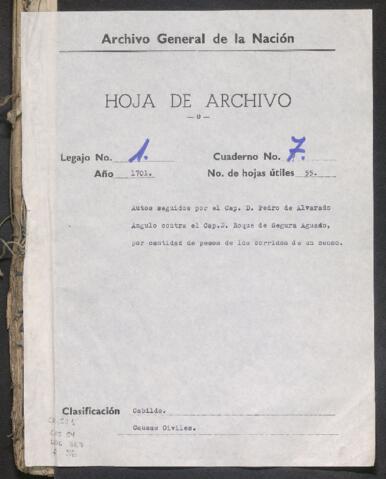 Archivo General de la Nación
HOJA DE ARCHIVO
— o —
Legajo No. 1. Cuaderno No. 7.
Año 1701. No. de hojas útiles 55.
Autos seguidos por el Cap. D. Pedro de Alvarado
Angulo contra el Cap.D. Roque de Segura Aguado,
por cantidad de pesos de los corridos de un censo.
Clasificación Cabildo.
Causas Civiles.